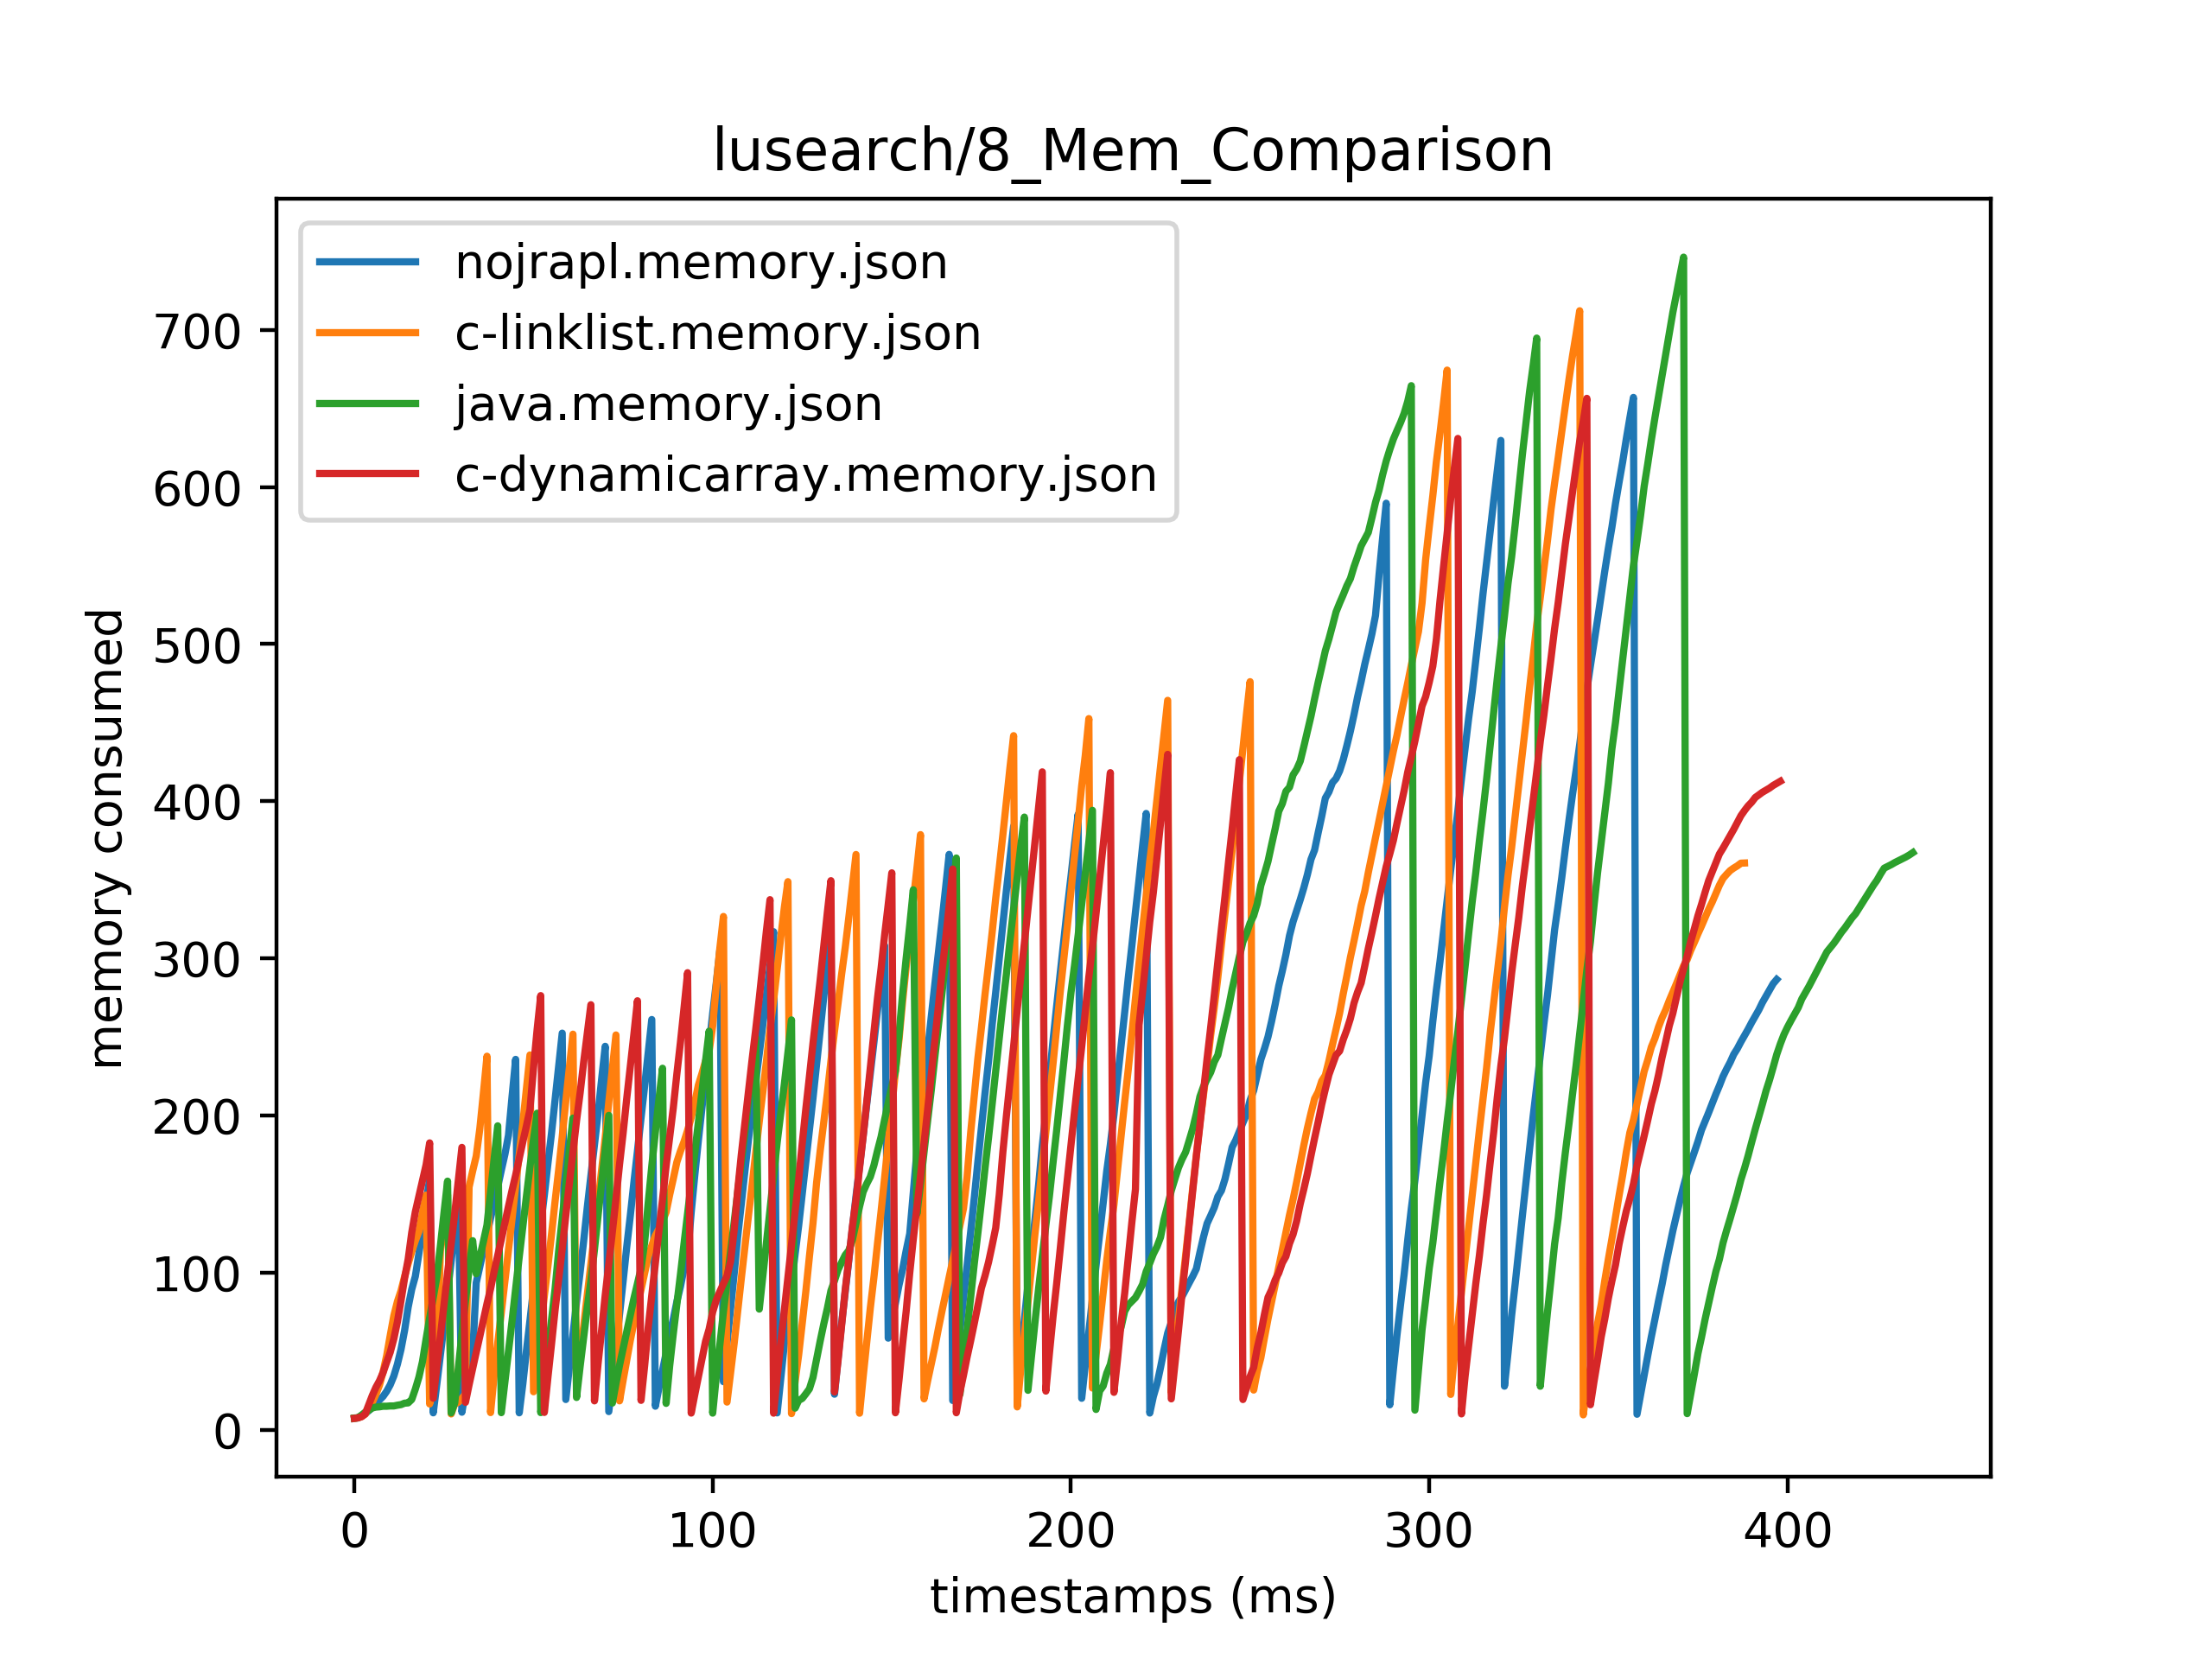 lusearch/8_Mem_Comparison
nojrapl.memory.json
c-linklist.memory.json
java.memory.json
c-dynamicarray.memory.json
memory consumed
700
600
500
400
300
200
100
0
0 100 200 300 400
timestamps (ms)